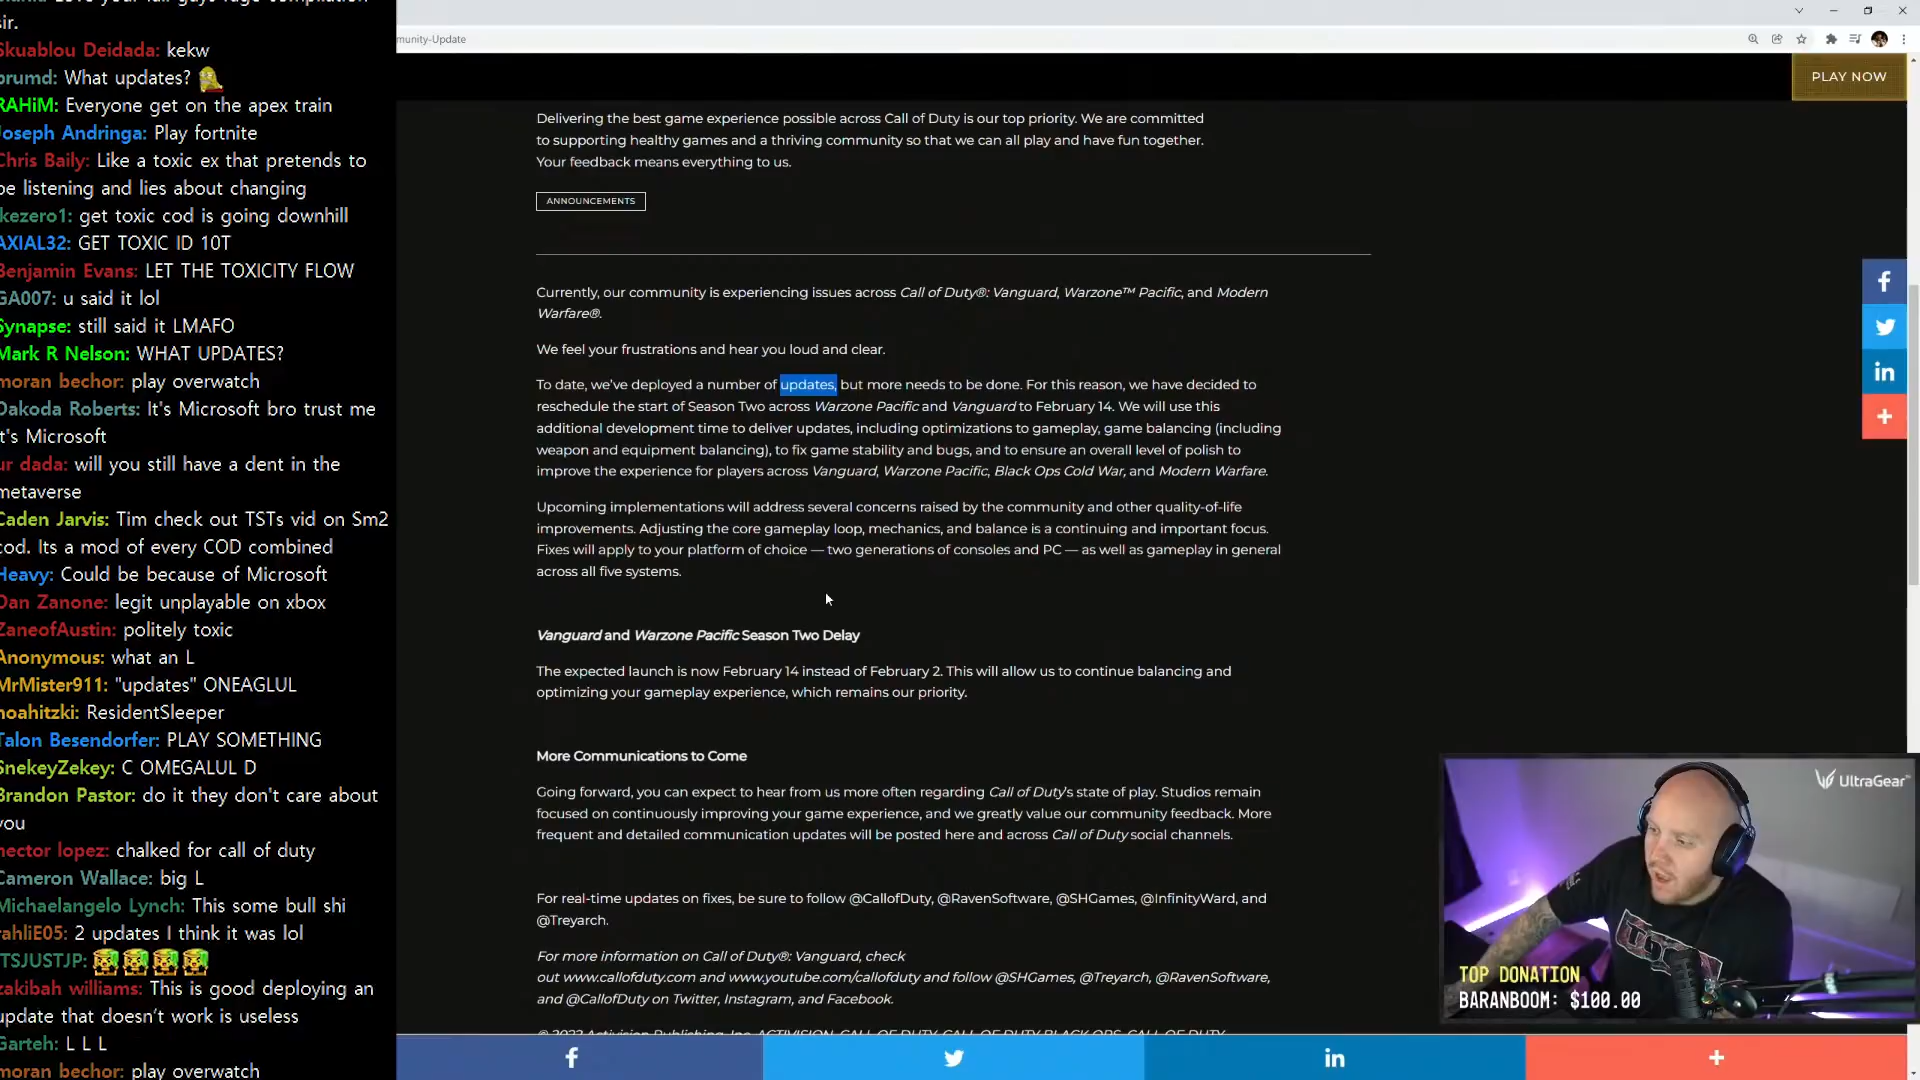 sir.
Skuablou Deidada: kekw
orumd: What updates?
RAHiM: Everyone get on the apex train
Joseph Andringa: Play fortnite
Chris Baily: Like a toxic ex that pretends to
be listening and lies about changing
kezero1: get toxic cod is going downhill
AXIAL32: GET TOXIC ID 10T
Benjamin Evans: LET THE TOXICITY FLOW
GA007: u said it lol
Synapse: still said it LMAFO
Mark R Nelson: WHAT UPDATES?
moran bechor: play overwatch
Dakoda Roberts: It's Microsoft bro trust me
it's Microsoft
ur dada: will you still have a dent in the
metaverse
Caden Jarvis: Tim check out TSTs vid on Sm2
cod. Its a mod of every COD combined
Heavy: Could be because of Microsoft
Dan Zanone: legit unplayable on xbox
ZaneofAustin: politely toxic
Anonymous: what an L
MrMister911: "updates" ONEAGLUL
noahitzki: ResidentSleeper
Talon Besendorfer: PLAY SOMETHING
SnekeyZekey: C OMEGALUL D
Brandon Pastor: do it they don't care about
you
hector lopez: chalked for call of duty
Cameron Wallace: big L
Michaelangelo Lynch: This some bull shi
rahliE05: 2 updates I think it was lol
TSJUSTJP:
zakibah williams: This is good deploying an
update that doesn't work is useless
Garteh: L L L
moran bechor: play overwatch
munity-Update
PLAY NOW
Delivering the best game experience possible across Call of Duty is our top priority. We are committed
to supporting healthy games and a thriving community so that we can all play and have fun together.
Your feedback means everything to us.
ANNOUNCEMENTS
Currently, our community is experiencing issues across Call of Duty®: Vanguard, Warzone™ Pacific, and Modern
Warfare®.
We feel your frustrations and hear you loud and clear.
To date, we've deployed a number of updates, but more needs to be done. For this reason, we have decided to
reschedule the start of Season Two across Warzone Pacific and Vanguard to February 14. We will use this
additional development time to deliver updates, including optimizations to gameplay, game balancing (including
weapon and equipment balancing), to fix game stability and bugs, and to ensure an overall level of polish to
improve the experience for players across Vanguard, Warzone Pacific, Black Ops Cold War, and Modern Warfare.
Upcoming implementations will address several concerns raised by the community and other quality-of-life
improvements. Adjusting the core gameplay loop, mechanics, and balance is a continuing and important focus.
Fixes will apply to your platform of choice — two generations of consoles and PC — as well as gameplay in general
across all five systems.
Vanguard and Warzone Pacific Season Two Delay
The expected launch is now February 14 instead of February 2. This will allow us to continue balancing and
optimizing your gameplay experience, which remains our priority.
More Communications to Come
Going forward, you can expect to hear from us more often regarding Call of Duty's state of play. Studios remain
focused on continuously improving your game experience, and we greatly value our community feedback. More
frequent and detailed communication updates will be posted here and across Call of Duty social channels.
For real-time updates on fixes, be sure to follow @CallofDuty, @RavenSoftware, @SHGames, @InfinityWard, and
@Treyarch.
For more information on Call of Duty®: Vanguard, check
out www.callofduty.com and www.youtube.com/callofduty and follow @SHGames, @Treyarch, @RavenSoftware,
and @CallofDuty on Twitter, Instagram, and Facebook.
UltraGear
TOP DONATION
BARANBOOM: $100.00